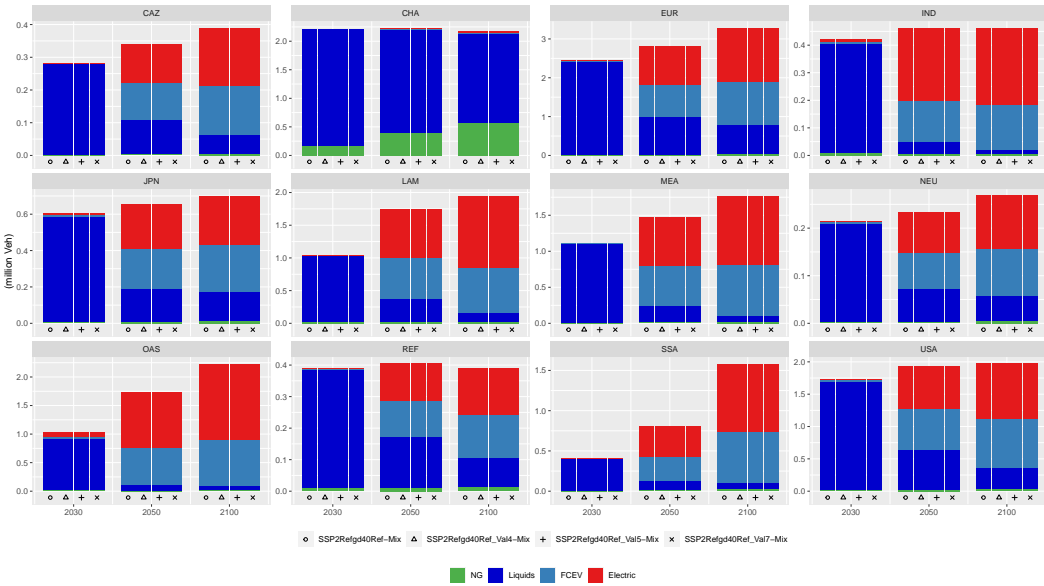 CAZ
CHA
EUR
IND
0.4
0.3
0.2
0.1
0.0
2.0
1.5
1.0
0.5
0.0
3
2
1
0
0.4
0.3
0.2
0.1
0.0
JPN
LAM
MEA
NEU
0.6
0.4
0.2
0.0
2.0
1.5
1.0
0.5
0.0
1.5
1.0
0.5
0.0
0.2
0.1
0.0
(million Veh)
OAS
REF
SSA
USA
2.0
1.5
1.0
0.5
0.0
0.4
0.3
0.2
0.1
0.0
1.5
1.0
0.5
0.0
2.0
1.5
1.0
0.5
0.0
2030 2050 2100
2030 2050 2100
2030 2050 2100
2030 2050 2100
SSP2Refgd40Ref−Mix SSP2Refgd40Ref_Val4−Mix SSP2Refgd40Ref_Val5−Mix SSP2Refgd40Ref_Val7−Mix
NG Liquids FCEV Electric